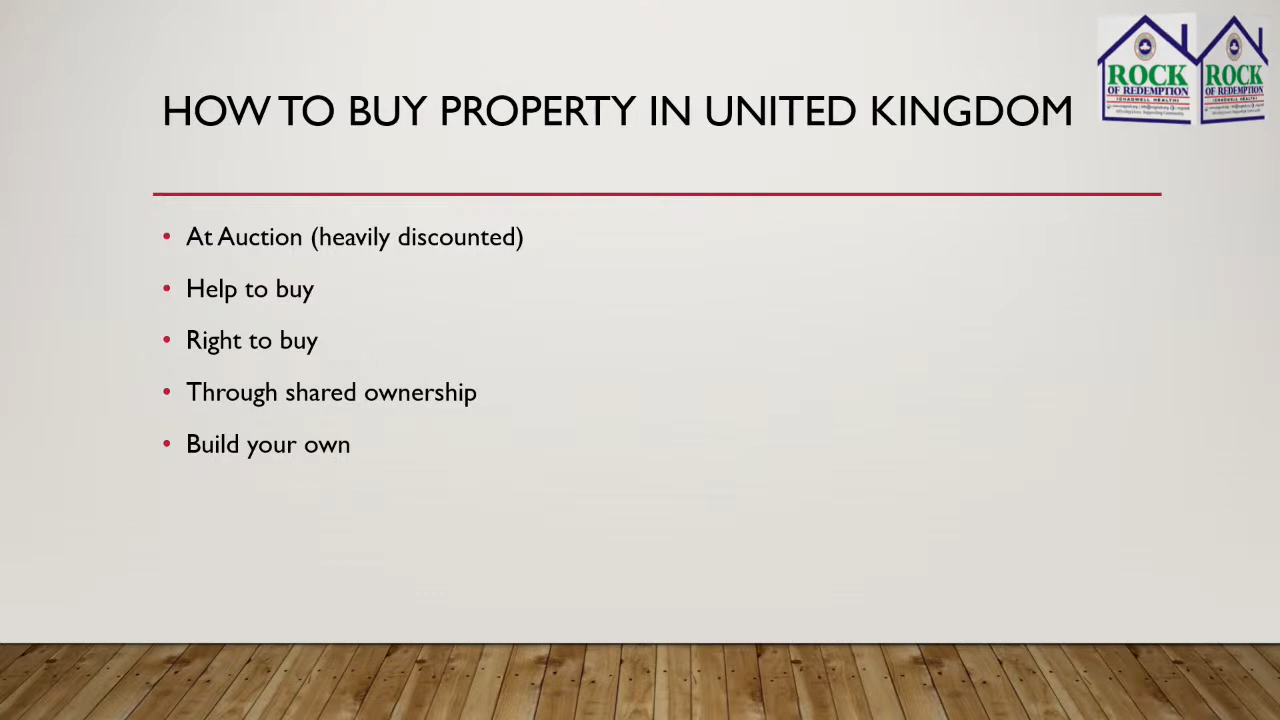 HOW TO BUY PROPERTY IN UNITED KINGDOM
ROCK
OF REDEMPTION
ROCK
OF REDEMPTION
• At Auction (heavily discounted)
• Help to buy
• Right to buy
• Through shared ownership
• Build your own